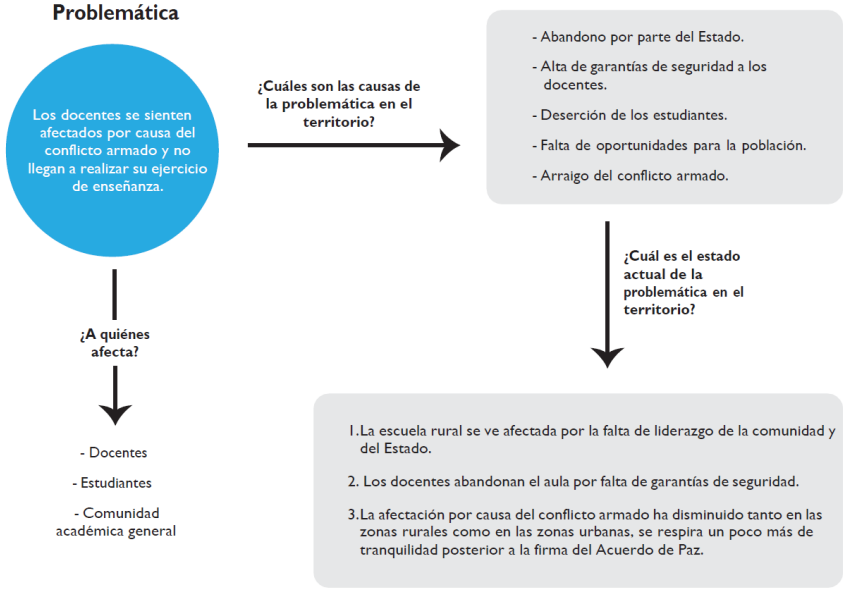 Problemática
Los docentes se sienten
afectados por causa del
conflicto armado y no
llegan a realizar su ejercicio
de enseñanza.
¿Cuáles son las causas de
la problemática en el
territorio?
- Abandono por parte del Estado.
- Alta de garantías de seguridad a los
docentes.
- Deserción de los estudiantes.
- Falta de oportunidades para la población.
- Arraigo del conflicto armado.
¿A quiénes
afecta?
- Docentes
- Estudiantes
- Comunidad
académica general
¿Cuál es el estado
actual de la
problemática en el
territorio?
1.La escuela rural se ve afectada por la falta de liderazgo de la comunidad y
del Estado.
2. Los docentes abandonan el aula por falta de garantías de seguridad.
3.La afectación por causa del conflicto armado ha disminuido tanto en las
zonas rurales como en las zonas urbanas, se respira un poco más de
tranquilidad posterior a la firma del Acuerdo de Paz.